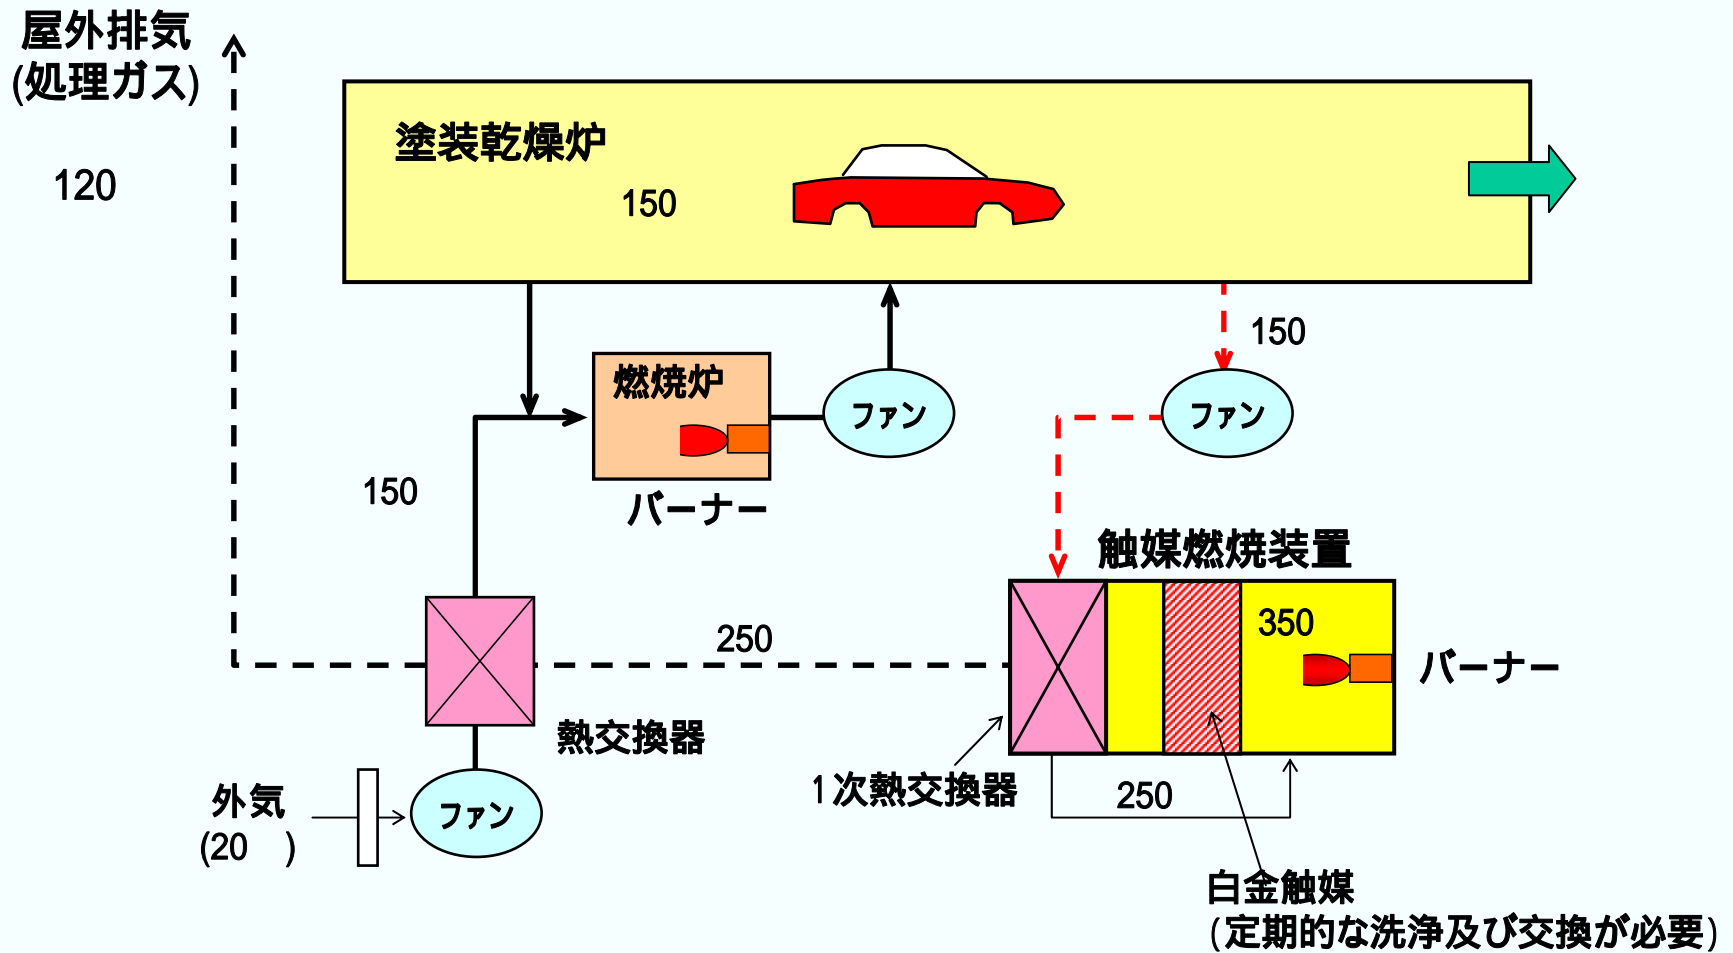 屋外排気
(処理ガス)
120
塗装乾燥炉
150
150
燃焼炉
ファン
ファン
バーナー
150
触媒燃焼装置
350
250
バーナー
熱交換器
1次熱交換器
250
外気
(20　)
ファン
白金触媒
(定期的な洗浄及び交換が必要)